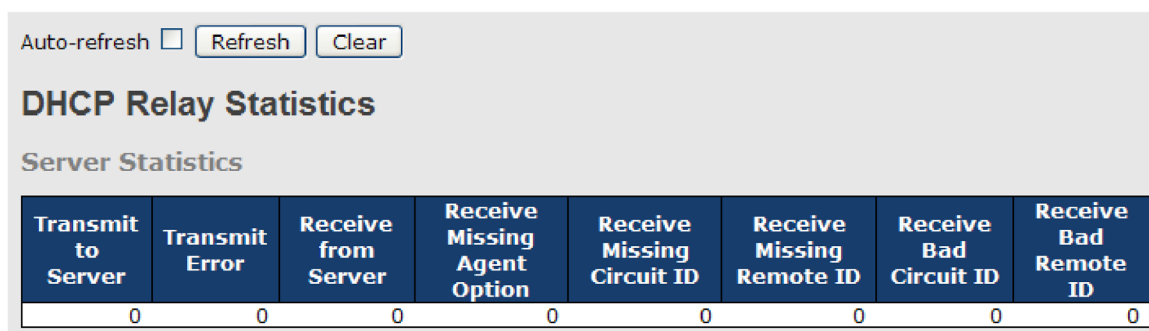 Auto-refresh Refresh Clear
DHCP Relay Statistics
Server Statistics
Transmit to Server Transmit Error Receive from Server Receive Missing Agent Option Receive Missing Circuit ID Receive Missing Remote ID Receive Bad Circuit ID Receive Bad Remote ID
0 0 0 0 0 0 0 0